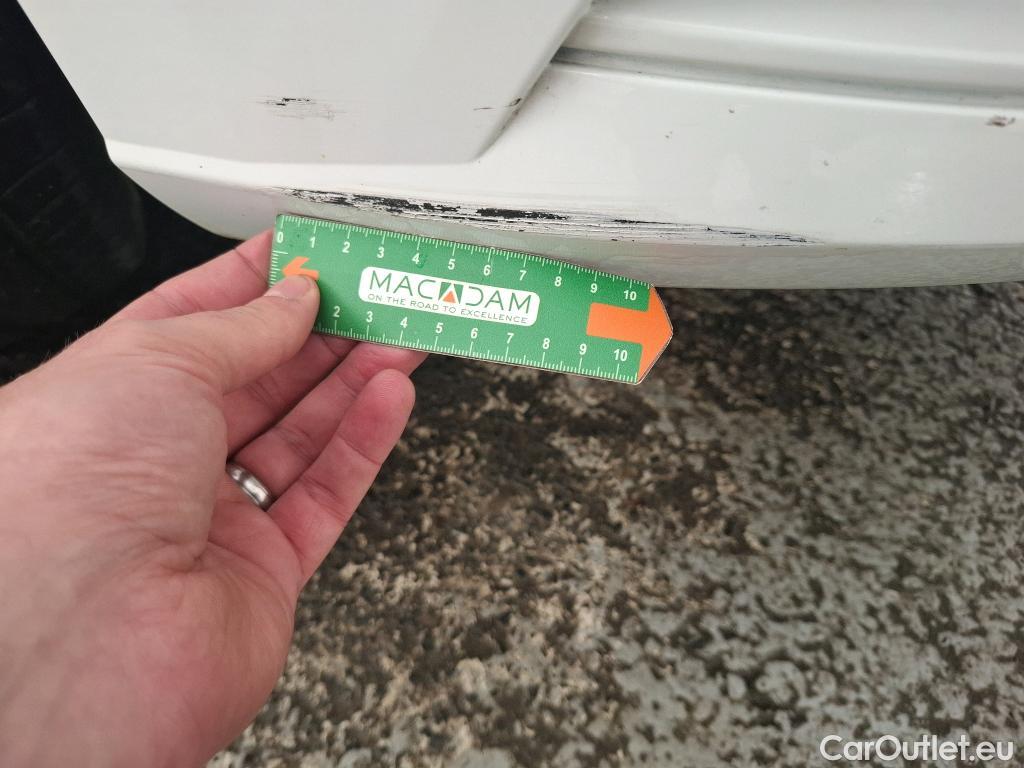 0 1 2 3 4 5 6 7 8 9 10
MACADAM
ON THE ROAD TO EXCELLENCE
2 3 4 5 6 7 8 9 10
CarOutlet.eu